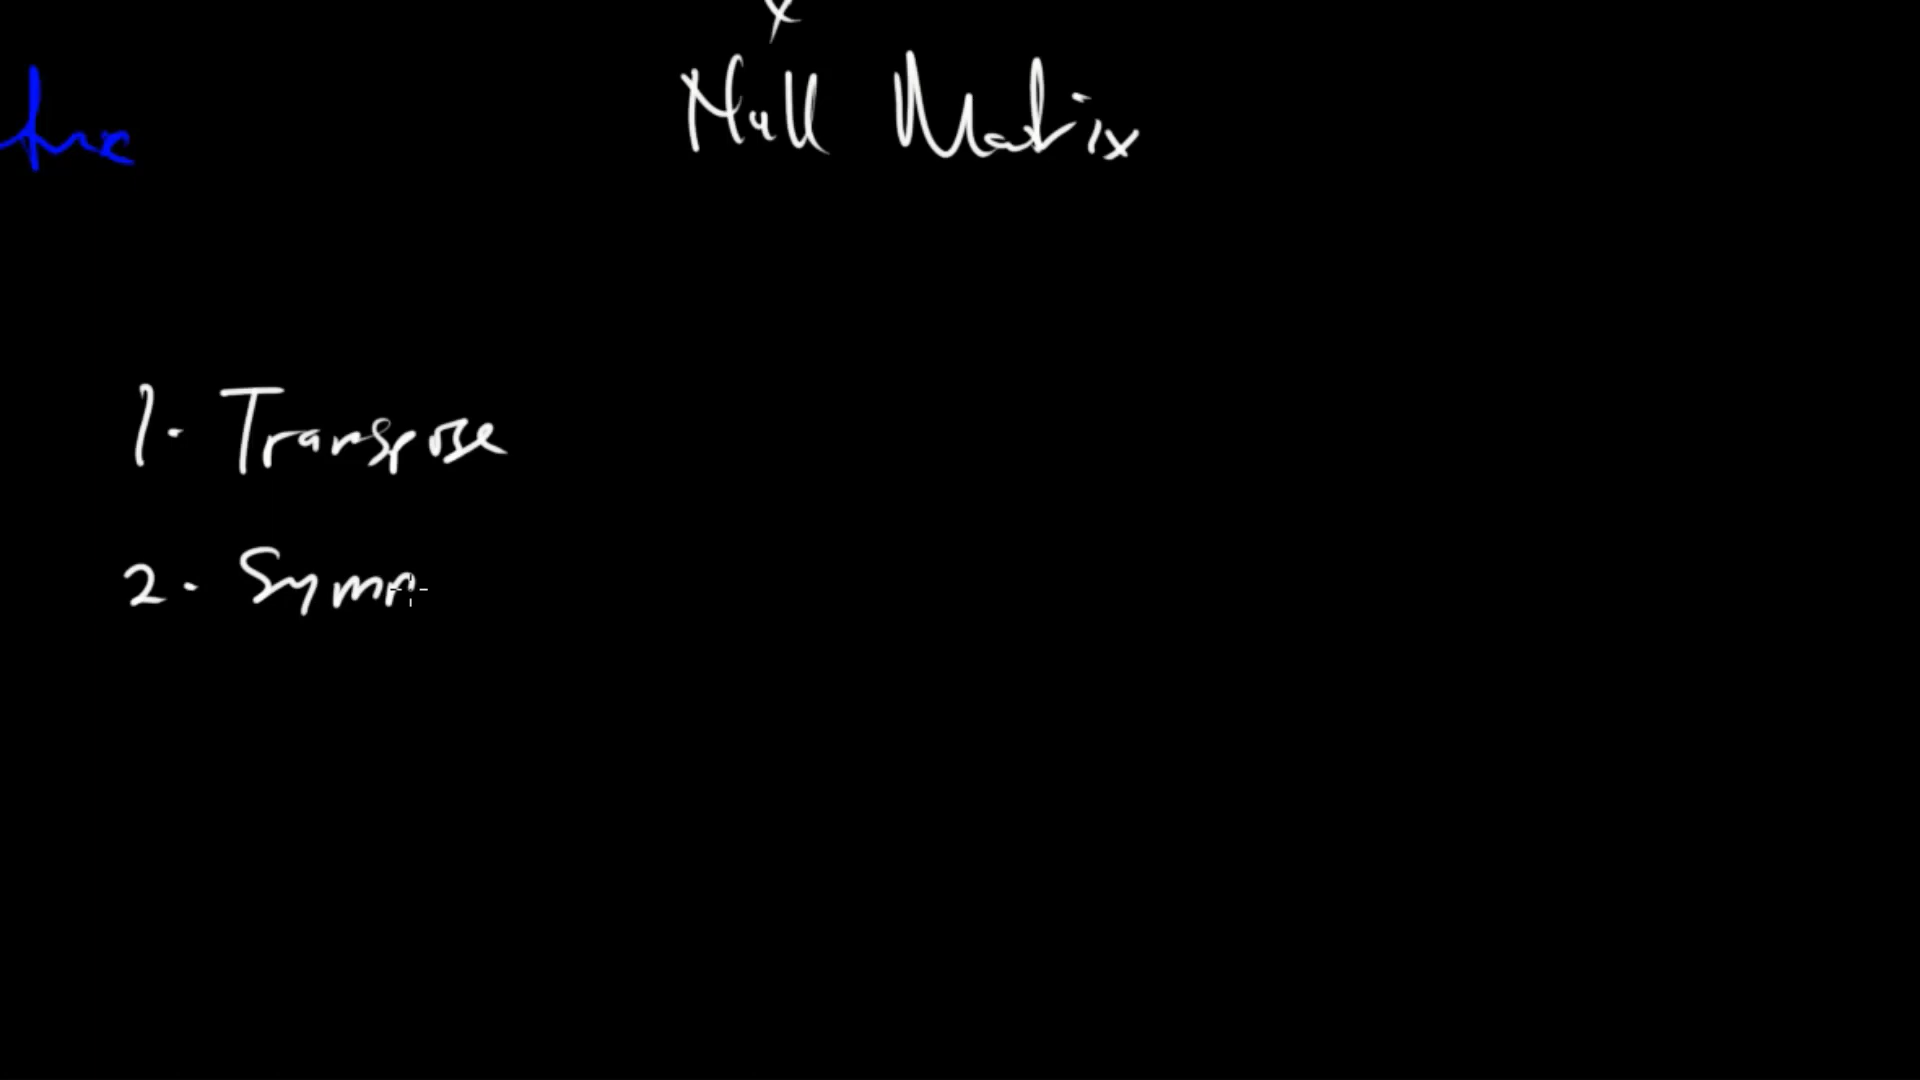 x
Null Matrix
1. Transpose
2. Symm